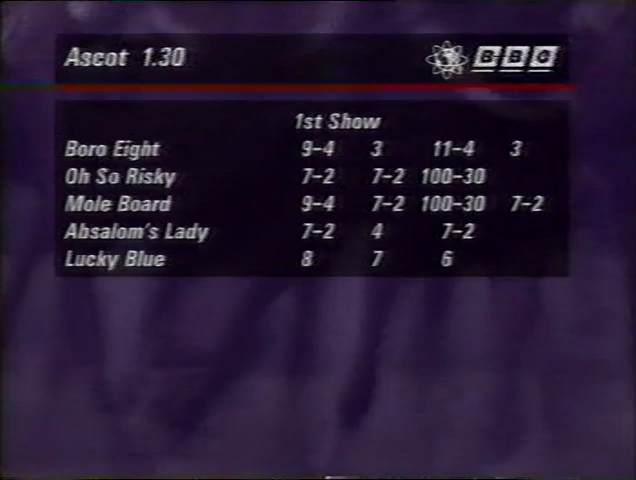 Ascot 1.30 BBC
1st Show
Boro Eight 9-4 3 11-4 3
Oh So Risky 7-2 7-2 100-30
Mole Board 9-4 7-2 100-30 7-2
Absalom's Lady 7-2 4 7-2
Lucky Blue 8 7 6